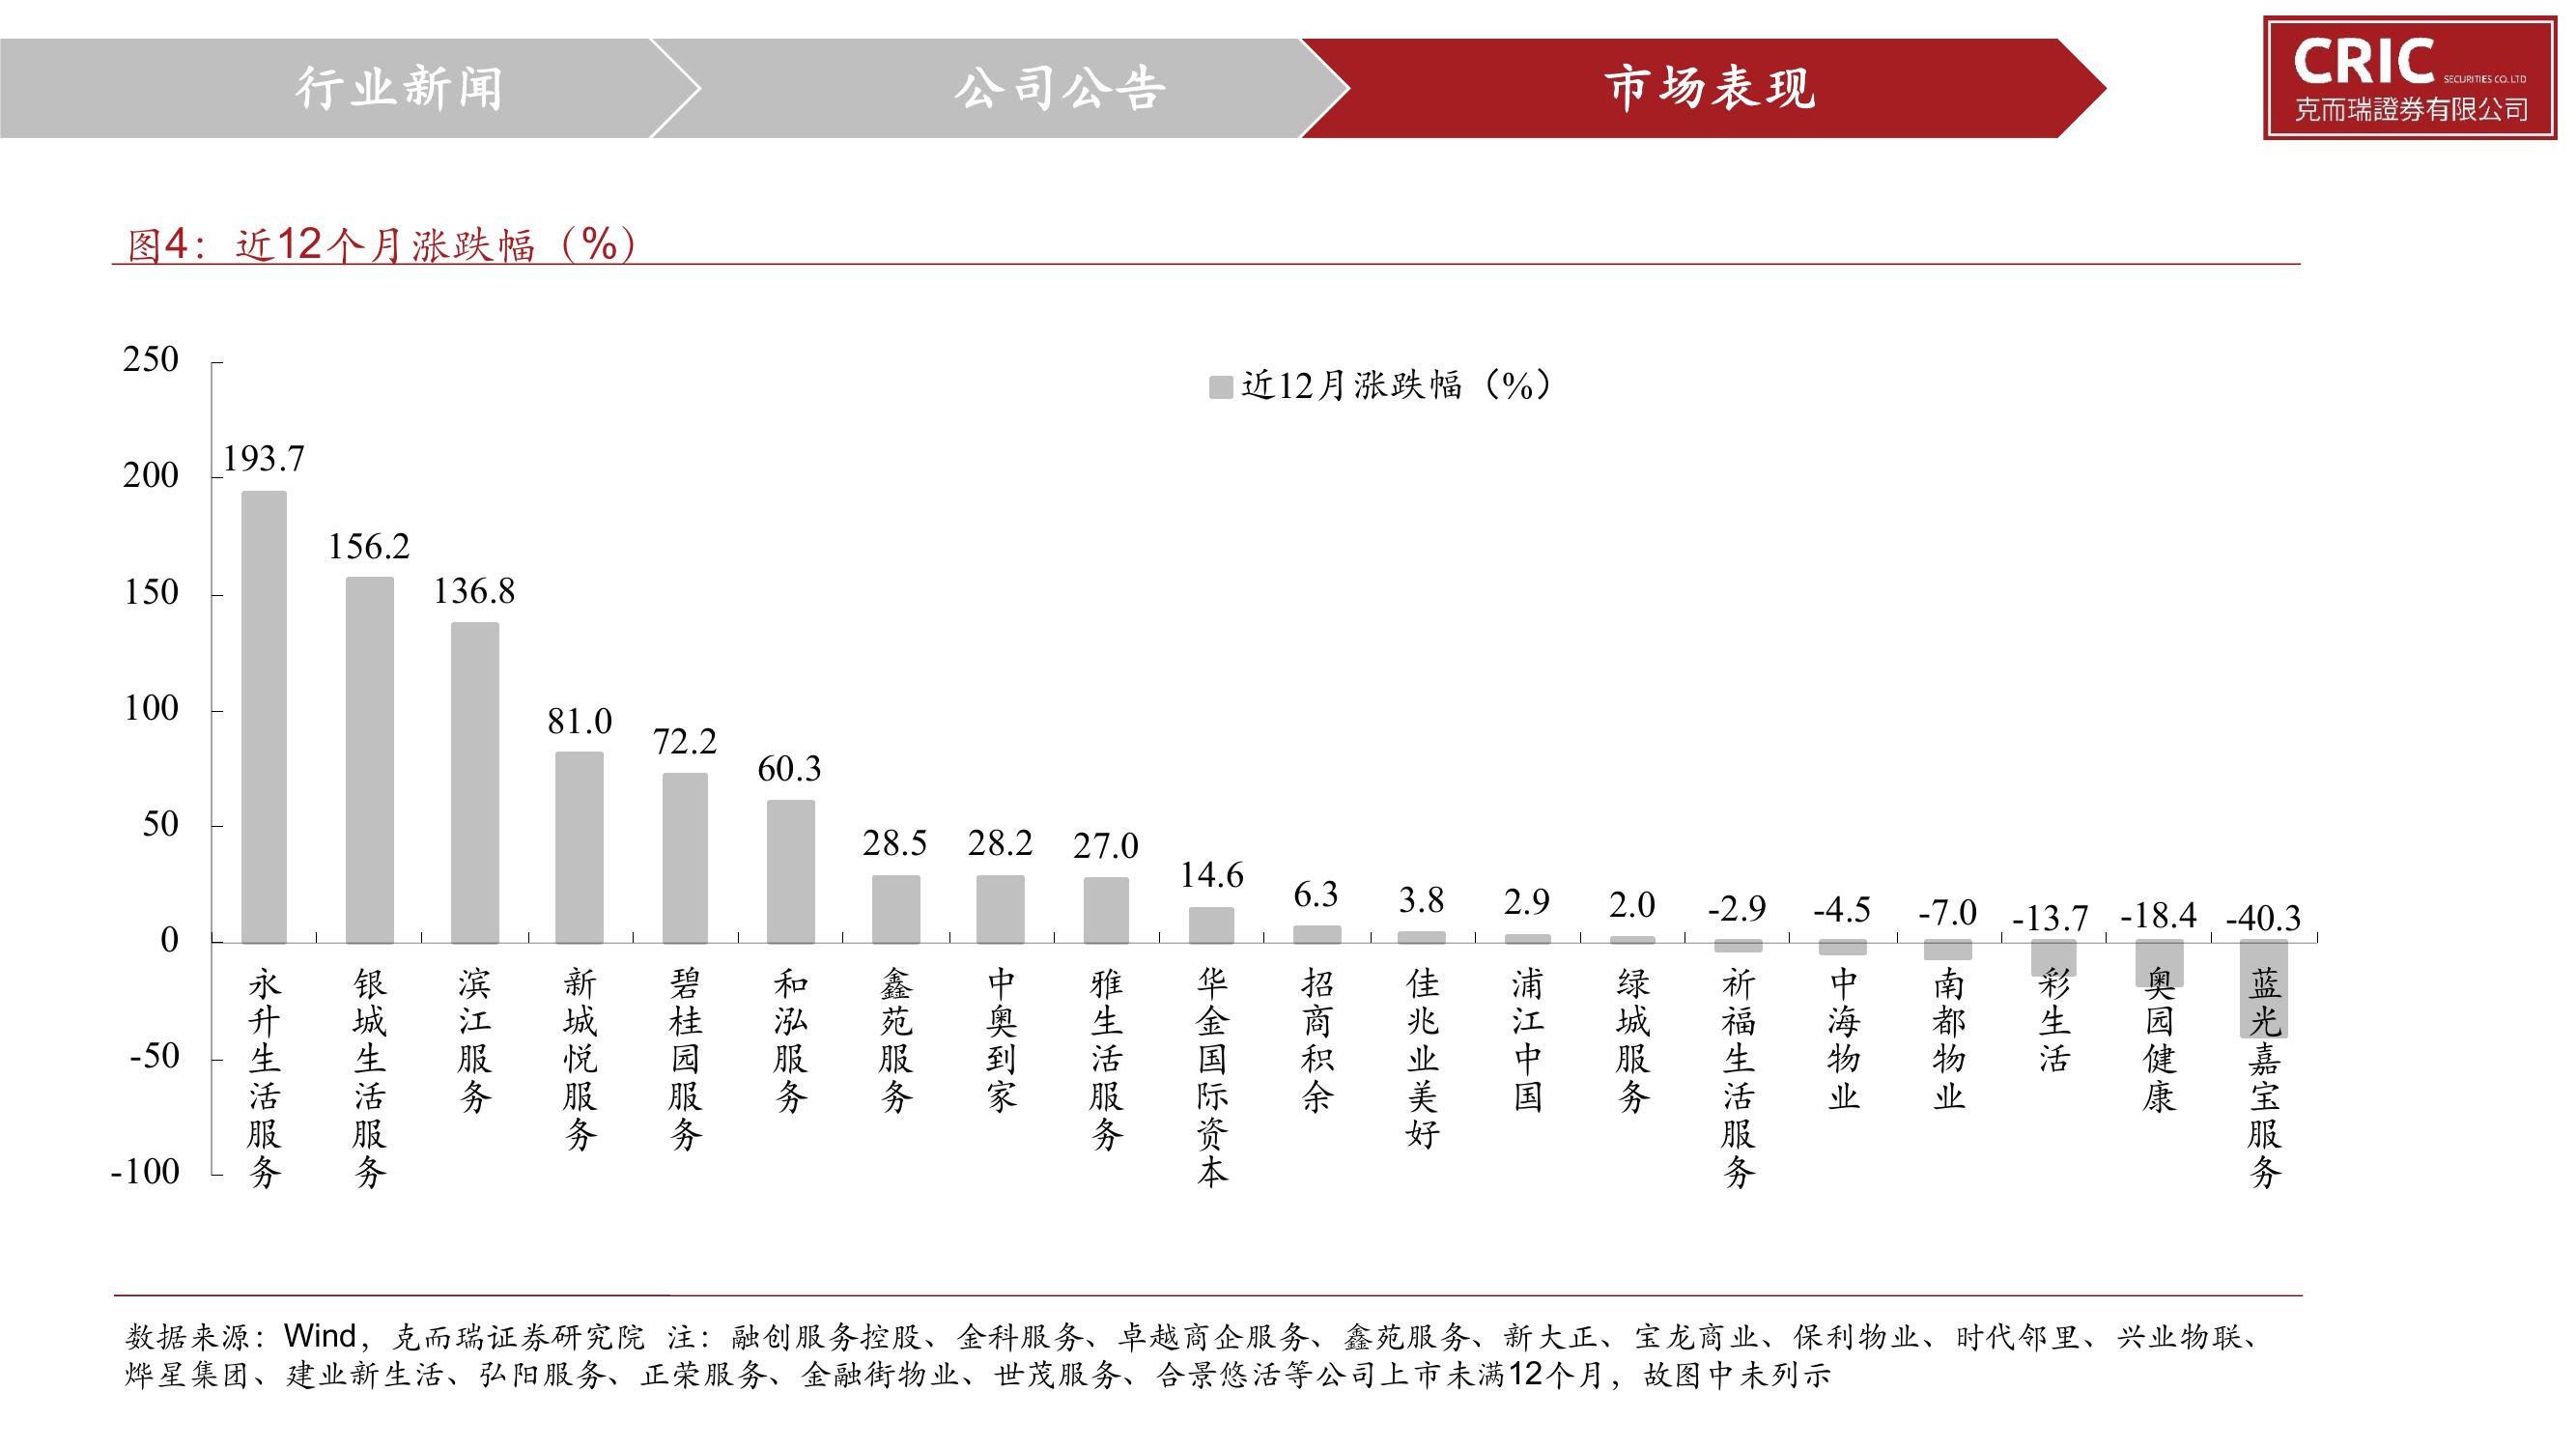 行业新闻
公司公告
市场表现
CRIC
SECURITIES CO. LTD
克而瑞證券有限公司
图4：近12个月涨跌幅（%）
近12月涨跌幅（%）
250
200
150
100
50
0
-50
-100
193.7
156.2
136.8
81.0
72.2
60.3
28.5
28.2
27.0
14.6
6.3
3.8
2.9
2.0
-2.9
-4.5
-7.0
-13.7
-18.4
-40.3
永升生活服务
银城生活服务
滨江服务
新城悦服务
碧桂园服务
和泓服务
鑫苑服务
中奥到家
雅生活服务
华金国际资本
招商积余
佳兆业美好
浦江中国
绿城服务
祈福生活服务
中海物业
南都物业
彩生活
奥园健康
蓝光嘉宝服务
数据来源：Wind，克而瑞证券研究院 注：融创服务控股、金科服务、卓越商企服务、鑫苑服务、新大正、宝龙商业、保利物业、时代邻里、兴业物联、
烨星集团、建业新生活、弘阳服务、正荣服务、金融街物业、世茂服务、合景悠活等公司上市未满12个月，故图中未列示